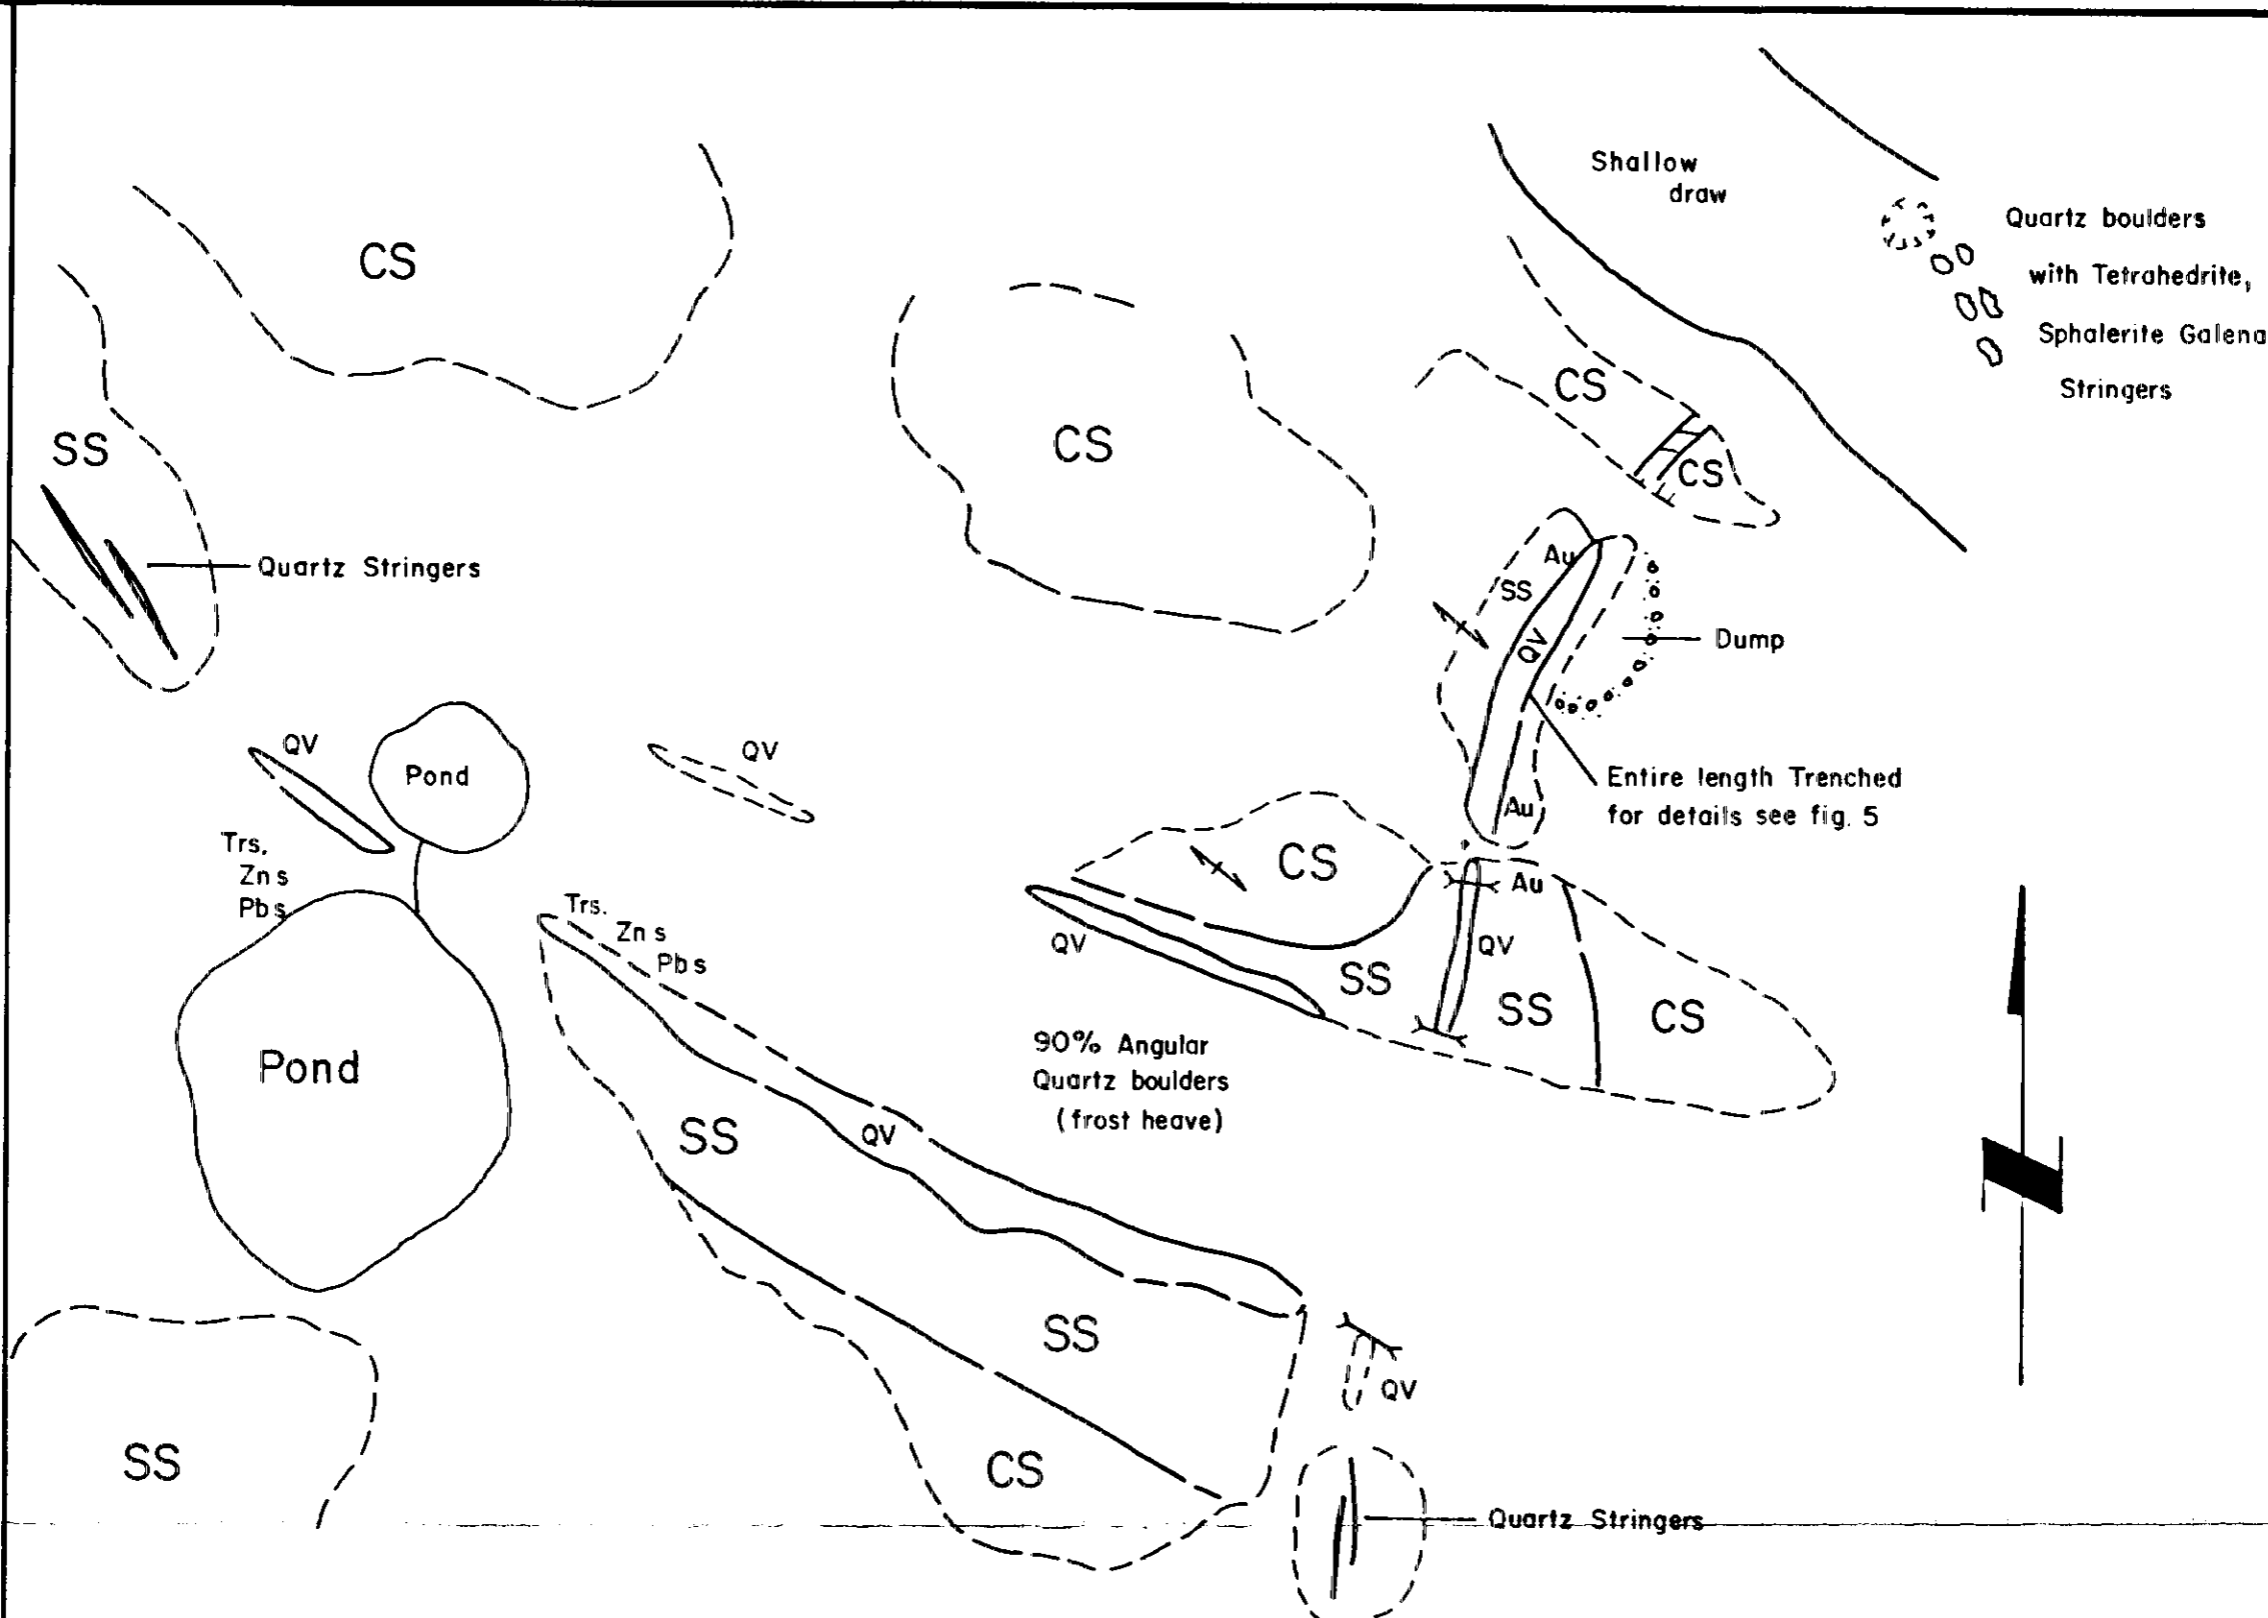 Shallow
draw
Quartz boulders
with Tetrahedrite,
Sphalerite Galena
Stringers
CS
CS
CS
CS
SS
Quartz Stringers
Au
SS
QV
Dump
QV
Pond
QV
Entire length Trenched
for details see fig. 5
Au
Trs.
Zn s
Pb s
CS
Au
Trs.
Zn s
Pb s
QV
QV
SS
SS
CS
90% Angular
Quartz boulders
(frost heave)
Pond
SS
QV
SS
QV
SS
CS
Quartz Stringers
N